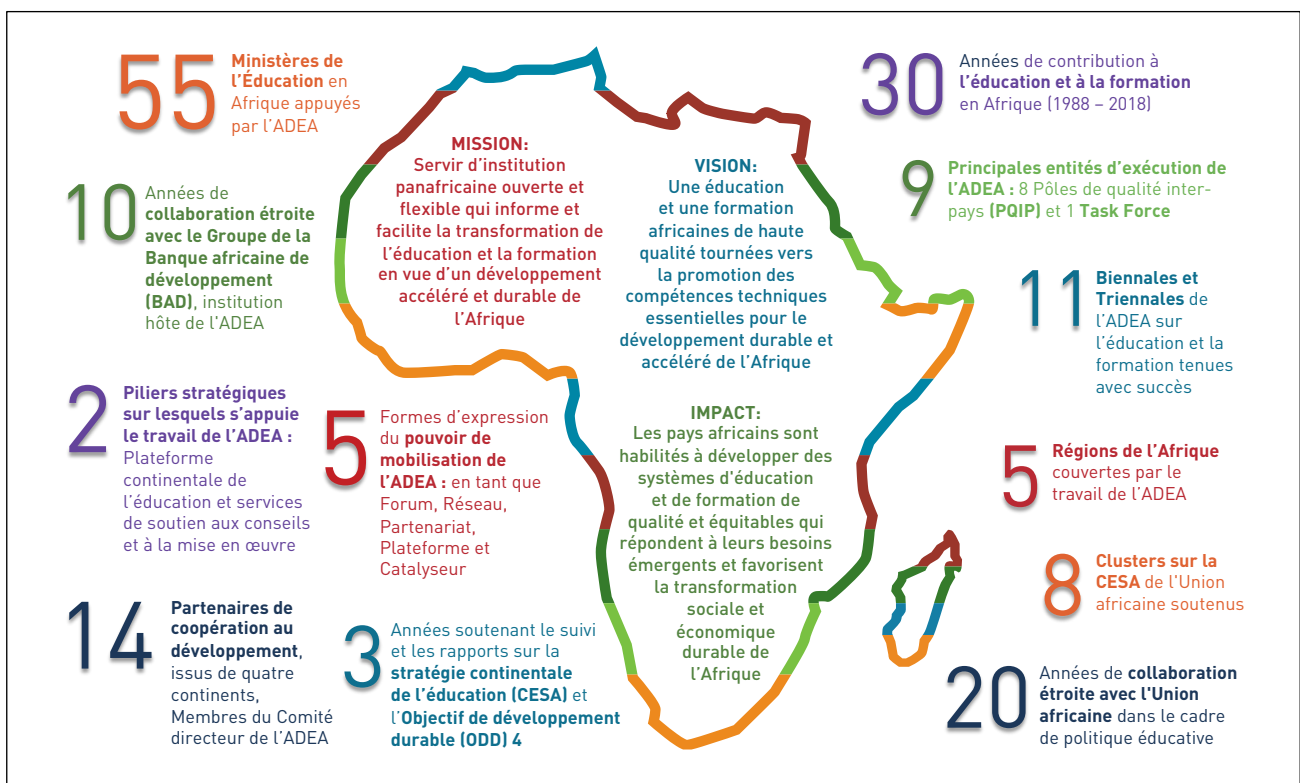 55
Ministères de
l'Éducation en
Afrique appuyés
par l'ADEA
10
Années de
collaboration étroite
avec le Groupe de la
Banque africaine de
développement
(BAD), institution
hôte de l'ADEA
2
Piliers stratégiques
sur lesquels s'appuie
le travail de l'ADEA :
Plateforme
continentale de
l'éducation et services
de soutien aux conseils
et à la mise en œuvre
14
Partenaires de
coopération au
développement,
issus de quatre
continents,
Membres du Comité
directeur de l'ADEA
MISSION:
Servir d'institution
panafricaine ouverte et
flexible qui informe et
facilite la transformation de
l'éducation et la formation
en vue d'un développement
accéléré et durable de
l'Afrique
5
Formes d'expression
du pouvoir de
mobilisation de
l'ADEA : en tant que
Forum, Réseau,
Partenariat,
Plateforme et
Catalyseur
3
Années soutenant le suivi
et les rapports sur la
stratégie continentale
de l'éducation (CESA) et
l'Objectif de développement
durable (ODD) 4
VISION:
Une éducation
et une formation
africaines de haute
qualité tournées vers
la promotion des
compétences techniques
essentielles pour le
développement durable et
accéléré de l'Afrique
IMPACT:
Les pays africains sont
habilités à développer des
systèmes d'éducation
et de formation de
qualité et équitables qui
répondent à leurs besoins
émergents et favorisent
la transformation
sociale et
économique
durable de
l'Afrique
30
Années de contribution à
l'éducation et à la formation
en Afrique (1988 – 2018)
9
Principales entités d'exécution de
l'ADEA : 8 Pôles de qualité inter-
pays (PQIP) et 1 Task Force
11
Biennales et
Triennales de
l'ADEA sur
l'éducation et la
formation tenues
avec succès
5
Régions de l'Afrique
couvertes par le
travail de l'ADEA
8
Clusters sur la
CESA de l'Union
africaine soutenus
20
Années de collaboration
étroite avec l'Union
africaine dans le cadre
de politique éducative